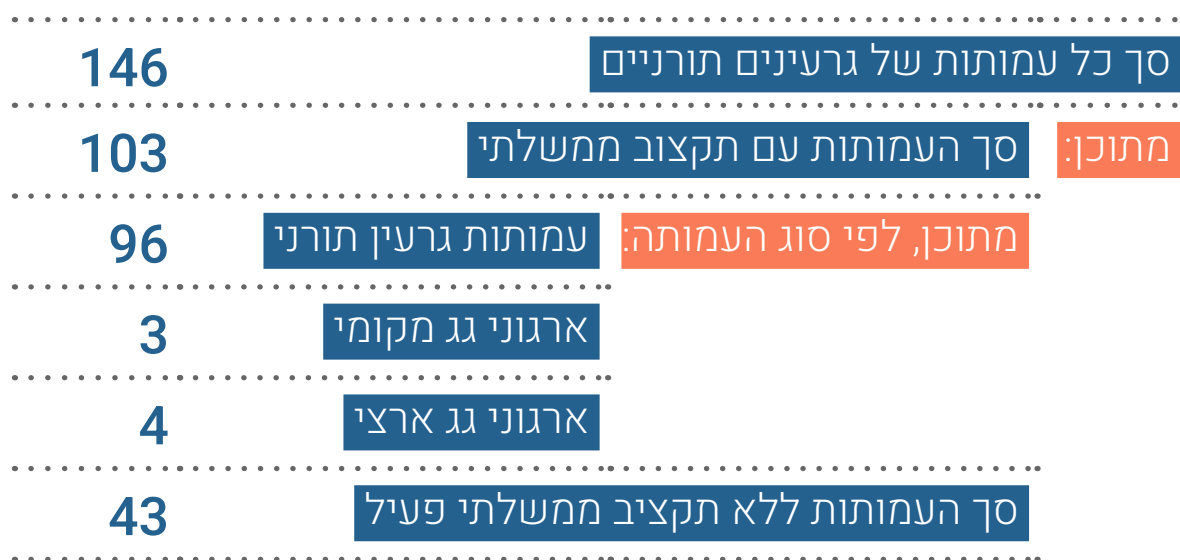 סך כל עמותות של גרעינים תורניים 146
מתוכן: סך העמותות עם תקצוב ממשלתי 103
מתוכן, לפי סוג העמותה: עמותות גרעין תורני 96
ארגוני גג מקומי 3
ארגוני גג ארצי 4
סך העמותות ללא תקציב ממשלתי פעיל 43